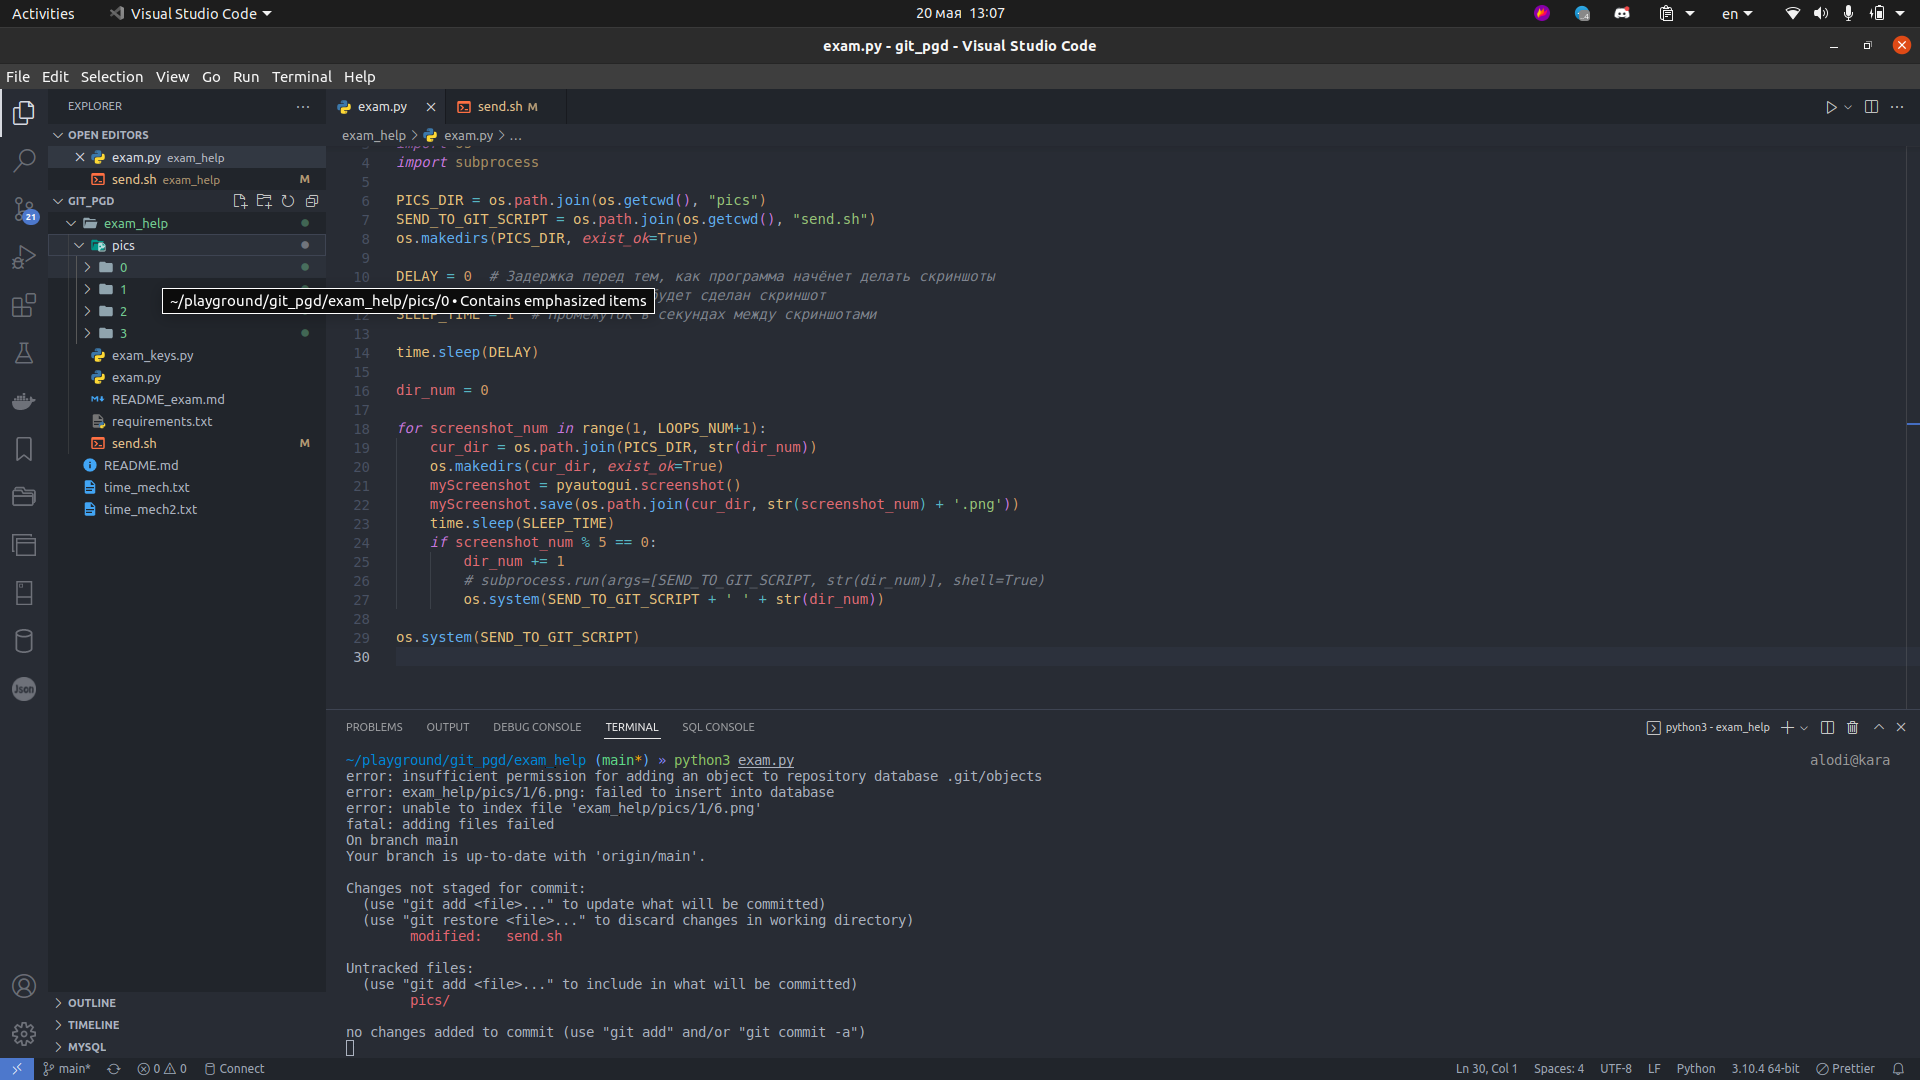 Activities
Visual Studio Code
20 мая 13:07
en
exam.py - git_pgd - Visual Studio Code
File Edit Selection View Go Run Terminal Help
EXPLORER
OPEN EDITORS
exam.py exam_help
send.sh exam_help M
GIT_PGD
exam_help
pics
0
1
2
3
exam_keys.py
exam.py
README_exam.md
requirements.txt
send.sh M
README.md
time_mech.txt
time_mech2.txt
OUTLINE
TIMELINE
MYSQL
21
Json
~/playground/git_pgd/exam_help/pics/0 • Contains emphasized items
exam.py
send.sh M
exam_help > exam.py > ...
4 import subprocess
5
6 PICS_DIR = os.path.join(os.getcwd(), "pics")
7 SEND_TO_GIT_SCRIPT = os.path.join(os.getcwd(), "send.sh")
8 os.makedirs(PICS_DIR, exist_ok=True)
9
10 DELAY = 0 # Задержка перед тем, как программа начёнет делать скриншоты
будет сделан скриншот
12 SLEEP_TIME = 1 # Промежуток в секундах между скриншотами
13
14 time.sleep(DELAY)
15
16 dir_num = 0
17
18 for screenshot_num in range(1, LOOPS_NUM+1):
19 cur_dir = os.path.join(PICS_DIR, str(dir_num))
20 os.makedirs(cur_dir, exist_ok=True)
21 myScreenshot = pyautogui.screenshot()
22 myScreenshot.save(os.path.join(cur_dir, str(screenshot_num) + '.png'))
23 time.sleep(SLEEP_TIME)
24 if screenshot_num % 5 == 0:
25 dir_num += 1
26 # subprocess.run(args=[SEND_TO_GIT_SCRIPT, str(dir_num)], shell=True)
27 os.system(SEND_TO_GIT_SCRIPT + ' ' + str(dir_num))
28
29 os.system(SEND_TO_GIT_SCRIPT)
30
PROBLEMS OUTPUT DEBUG CONSOLE TERMINAL SQL CONSOLE
python3 - exam_help
~/playground/git_pgd/exam_help (main*) » python3 exam.py
alodi@kara
error: insufficient permission for adding an object to repository database .git/objects
error: exam_help/pics/1/6.png: failed to insert into database
error: unable to index file 'exam_help/pics/1/6.png'
fatal: adding files failed
On branch main
Your branch is up-to-date with 'origin/main'.
Changes not staged for commit:
(use "git add <file>..." to update what will be committed)
(use "git restore <file>..." to discard changes in working directory)
modified: send.sh
Untracked files:
(use "git add <file>..." to include in what will be committed)
pics/
no changes added to commit (use "git add" and/or "git commit -a")
main* 0 0 Connect
Ln 30, Col 1 Spaces: 4 UTF-8 LF Python 3.10.4 64-bit Prettier